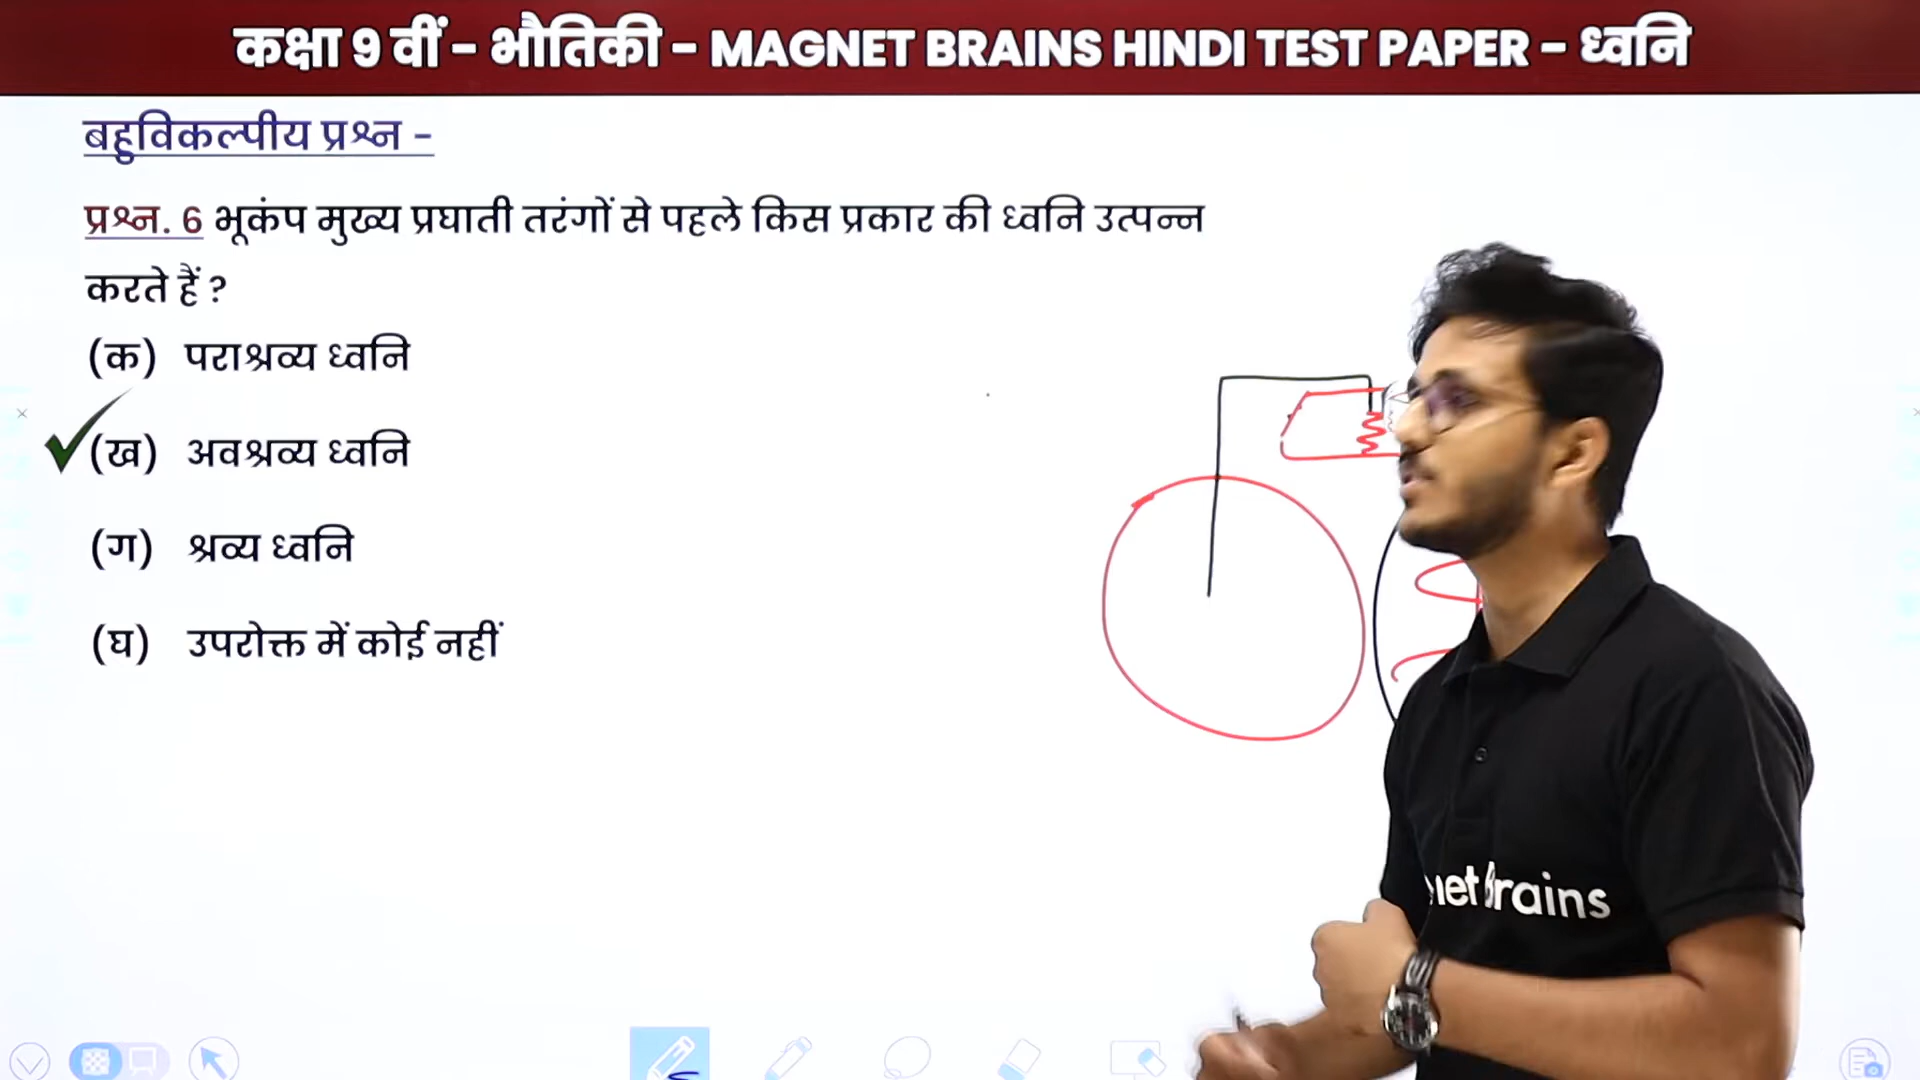 कक्षा 9 वीं - भौतिकी - MAGNET BRAINS HINDI TEST PAPER - ध्वनि
बहुविकल्पीय प्रश्न -
प्रश्न. 6 भूकंप मुख्य प्रघाती तरंगों से पहले किस प्रकार की ध्वनि उत्पन्न
करते हैं ?
(क) पराश्रव्य ध्वनि
(ख) अवश्रव्य ध्वनि
(ग) श्रव्य ध्वनि
(घ) उपरोक्त में कोई नहीं
net Brains